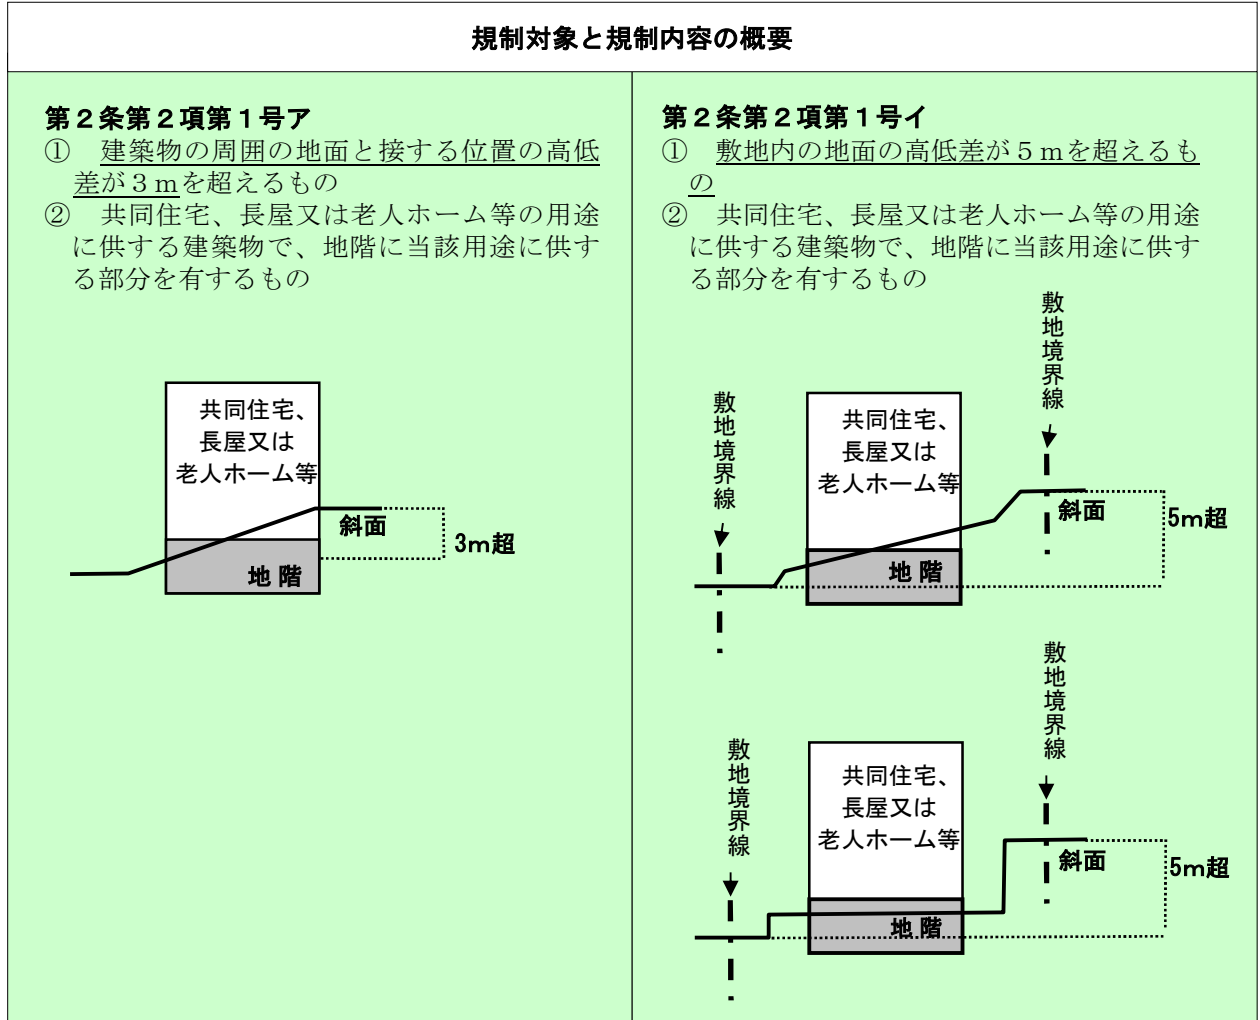 規制対象と規制内容の概要
第２条第２項第１号ア
①　建築物の周囲の地面と接する位置の高低
差が３ｍを超えるもの
②　共同住宅、長屋又は老人ホーム等の用途
に供する建築物で、地階に当該用途に供す
る部分を有するもの
共同住宅、
長屋又は
老人ホーム等
斜面
3ｍ超
地 階
第２条第２項第１号イ
①　敷地内の地面の高低差が５ｍを超えるも
の
②　共同住宅、長屋又は老人ホーム等の用途
に供する建築物で、地階に当該用途に供す
る部分を有するもの
敷地境界線
敷地境界線
共同住宅、
長屋又は
老人ホーム等
斜面
5ｍ超
地 階
敷地境界線
敷地境界線
共同住宅、
長屋又は
老人ホーム等
斜面
5ｍ超
地 階